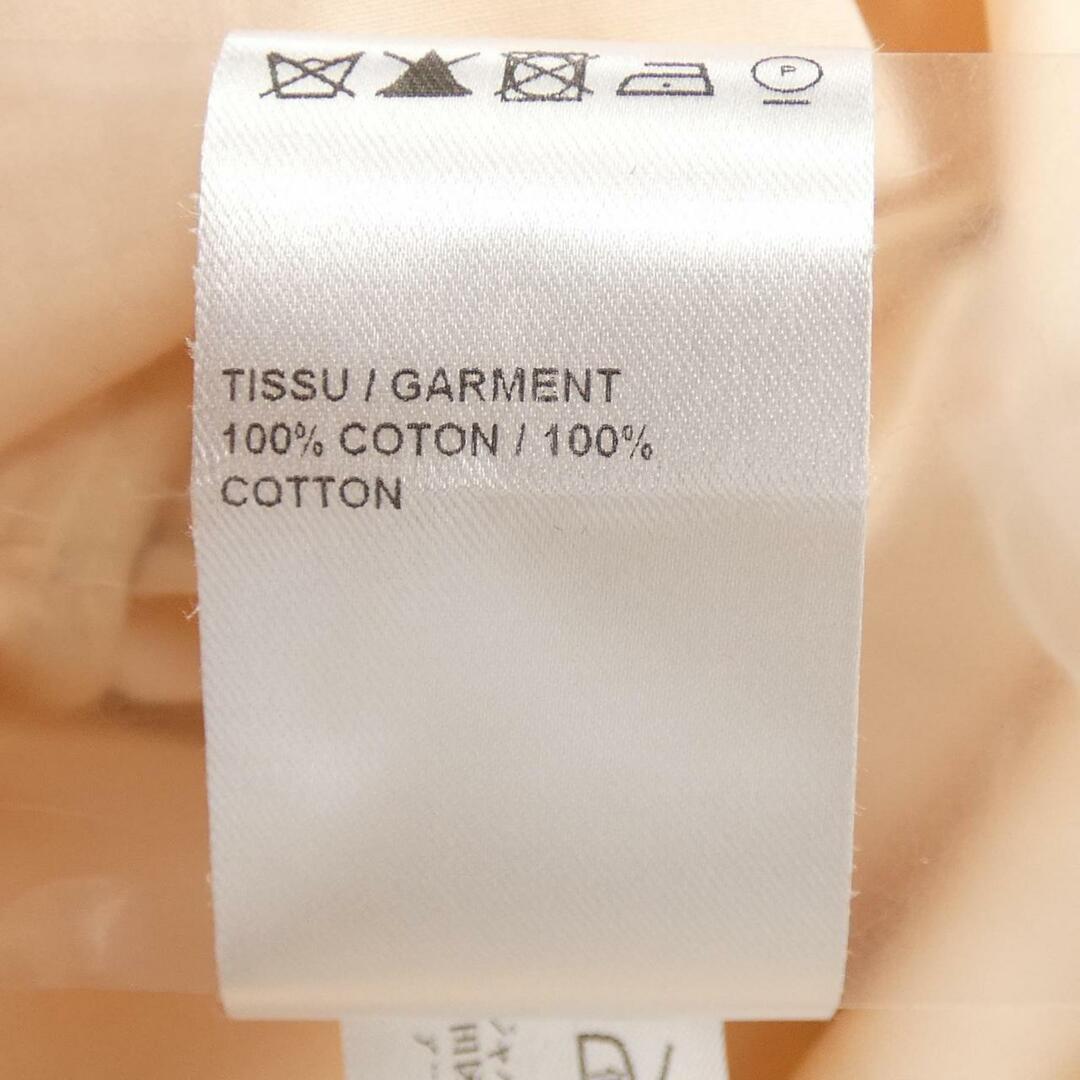 P
TISSU / GARMENT
100% COTON / 100%
COTTON